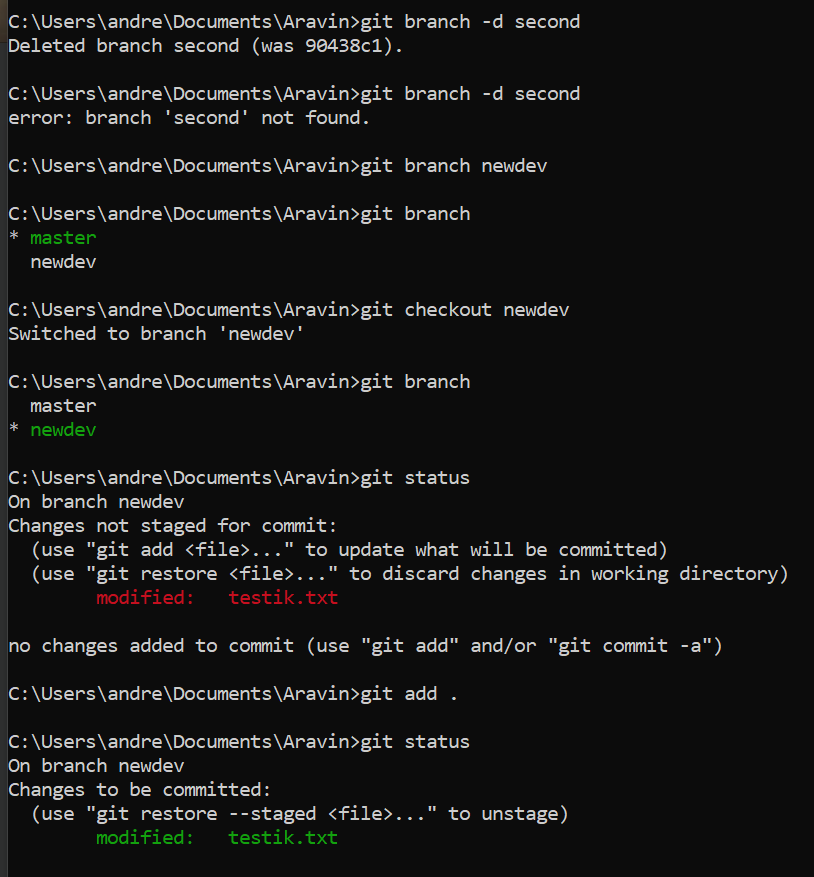 C:\Users\andre\Documents\Aravin>git branch -d second
Deleted branch second (was 90438c1).
C:\Users\andre\Documents\Aravin>git branch -d second
error: branch 'second' not found.
C:\Users\andre\Documents\Aravin>git branch newdev
C:\Users\andre\Documents\Aravin>git branch
* master
  newdev
C:\Users\andre\Documents\Aravin>git checkout newdev
Switched to branch 'newdev'
C:\Users\andre\Documents\Aravin>git branch
  master
* newdev
C:\Users\andre\Documents\Aravin>git status
On branch newdev
Changes not staged for commit:
  (use "git add <file>..." to update what will be committed)
  (use "git restore <file>..." to discard changes in working directory)
        modified:   testik.txt
no changes added to commit (use "git add" and/or "git commit -a")
C:\Users\andre\Documents\Aravin>git add .
C:\Users\andre\Documents\Aravin>git status
On branch newdev
Changes to be committed:
  (use "git restore --staged <file>..." to unstage)
        modified:   testik.txt